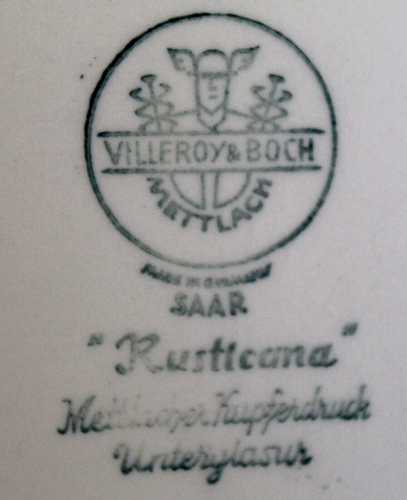 VILLEROY & BOCH
METTLACH
MADE IN GERMANY
SAAR
"Rusticana"
Mettlacher Kupferdruck
Unterglasur